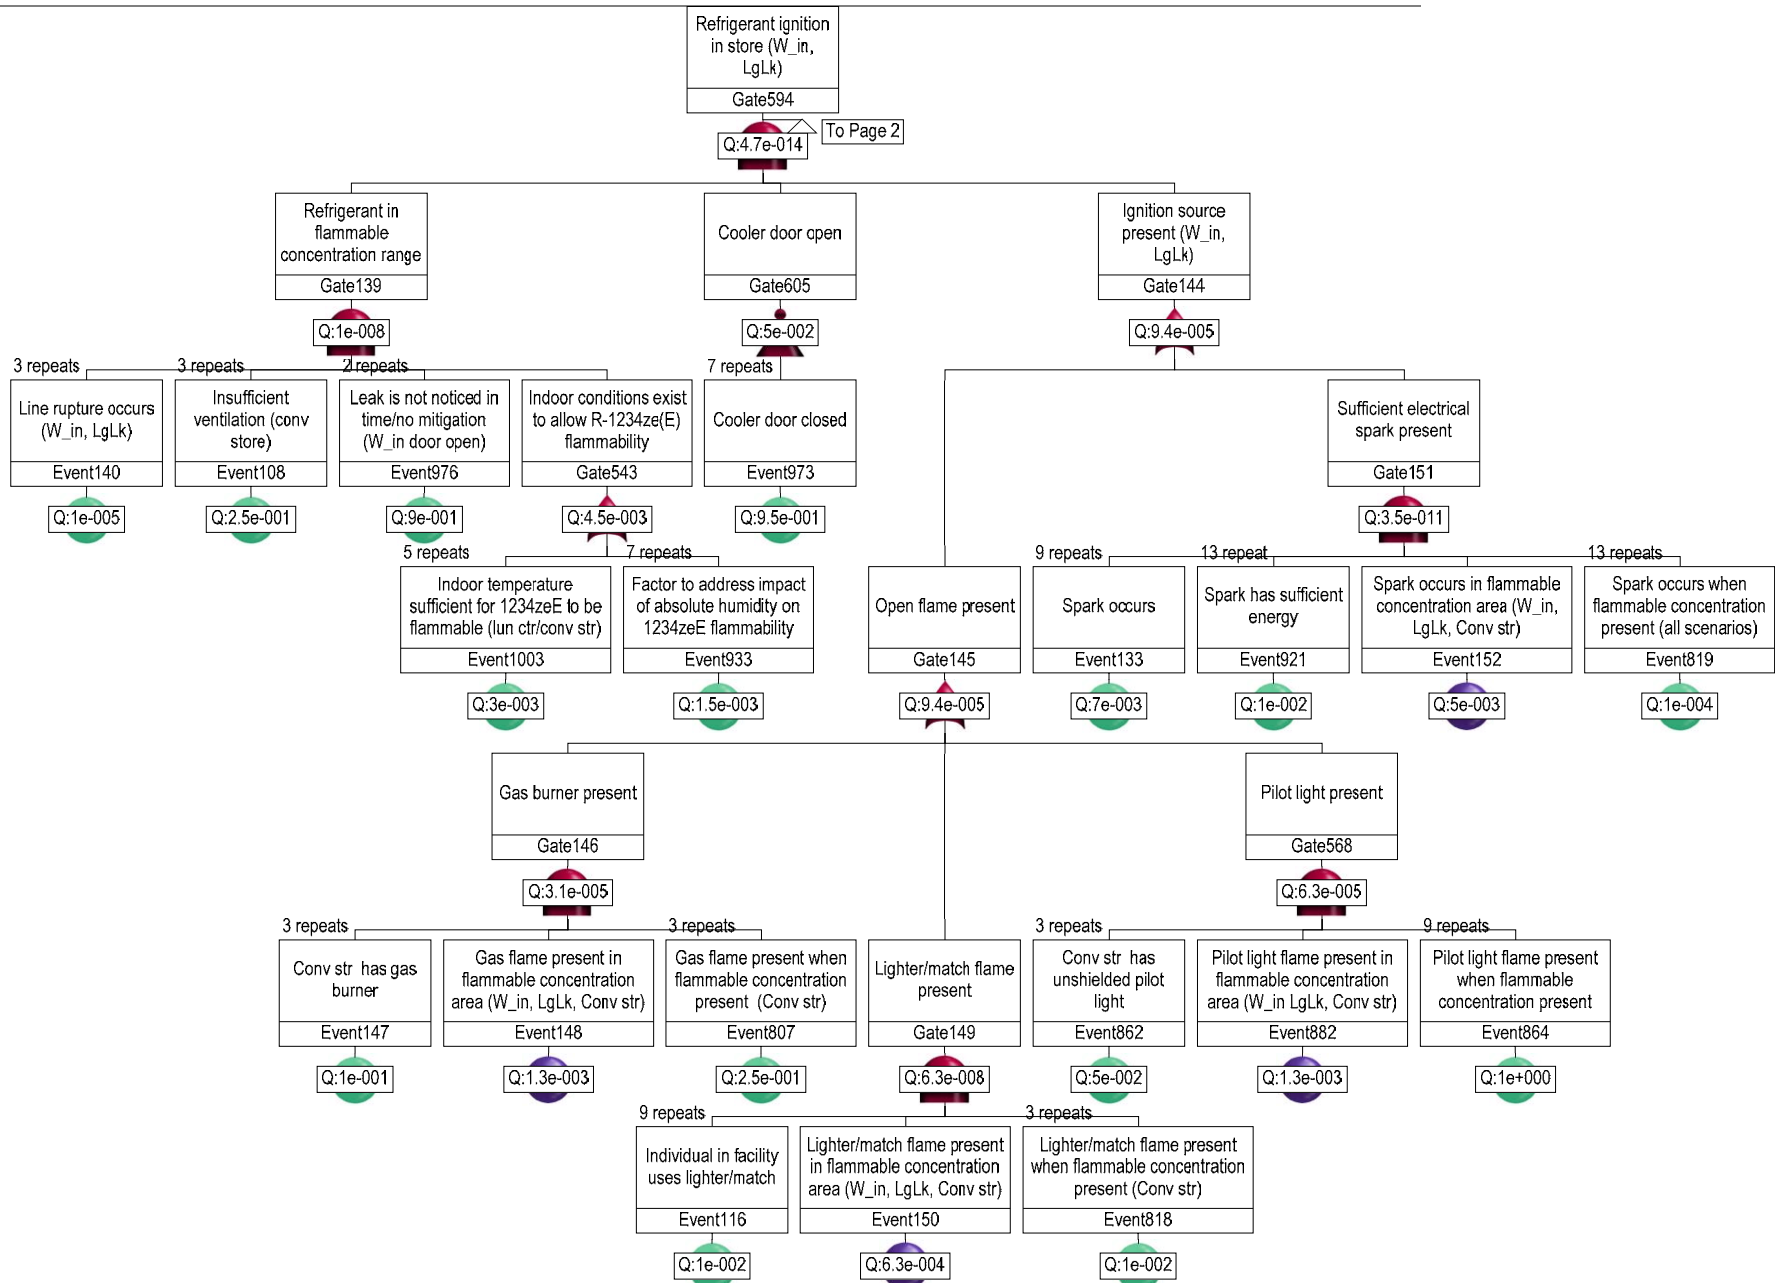 Refrigerant ignition
in store (W_in,
LgLk)
Gate594
To Page 2
Q:4.7e-014
Refrigerant in
flammable
concentration range
Gate139
Q:1e-008
Cooler door open
Gate605
Q:5e-002
Ignition source
present (W_in,
LgLk)
Gate144
Q:9.4e-005
3 repeats
Line rupture occurs
(W_in, LgLk)
Event140
Q:1e-005
3 repeats
Insufficient
ventilation (conv
store)
Event108
Q:2.5e-001
2 repeats
Leak is not noticed in
time/no mitigation
(W_in door open)
Event976
Q:9e-001
Indoor conditions exist
to allow R-1234ze(E)
flammability
Gate543
Q:4.5e-003
7 repeats
Cooler door closed
Event973
Q:9.5e-001
Sufficient electrical
spark present
Gate151
Q:3.5e-011
5 repeats
Indoor temperature
sufficient for 1234zeE to be
flammable (lun ctr/conv str)
Event1003
Q:3e-003
7 repeats
Factor to address impact
of absolute humidity on
1234zeE flammability
Event933
Q:1.5e-003
Open flame present
Gate145
Q:9.4e-005
9 repeats
Spark occurs
Event133
Q:7e-003
13 repeat
Spark has sufficient
energy
Event921
Q:1e-002
Spark occurs in flammable
concentration area (W_in,
LgLk, Conv str)
Event152
Q:5e-003
13 repeats
Spark occurs when
flammable concentration
present (all scenarios)
Event819
Q:1e-004
Gas burner present
Gate146
Q:3.1e-005
Pilot light present
Gate568
Q:6.3e-005
3 repeats
Conv str has gas
burner
Event147
Q:1e-001
Gas flame present in
flammable concentration
area (W_in, LgLk, Conv str)
Event148
Q:1.3e-003
3 repeats
Gas flame present when
flammable concentration
present (Conv str)
Event807
Q:2.5e-001
Lighter/match flame
present
Gate149
Q:6.3e-008
3 repeats
Conv str has
unshielded pilot
light
Event862
Q:5e-002
Pilot light flame present in
flammable concentration
area (W_in LgLk, Conv str)
Event882
Q:1.3e-003
9 repeats
Pilot light flame present
when flammable
concentration present
Event864
Q:1e+000
9 repeats
Individual in facility
uses lighter/match
Event116
Q:1e-002
Lighter/match flame present
in flammable concentration
area (W_in, LgLk, Conv str)
Event150
Q:6.3e-004
3 repeats
Lighter/match flame present
when flammable concentration
present (Conv str)
Event818
Q:1e-002